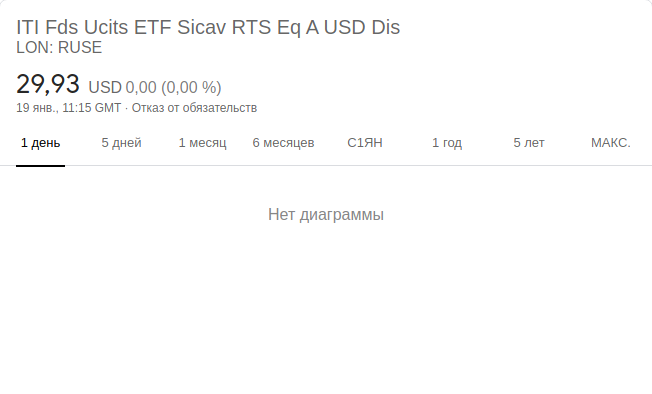 ITI Fds Ucits ETF Sicav RTS Eq A USD Dis
LON: RUSE
29,93 USD 0,00 (0,00 %)
19 янв., 11:15 GMT · Отказ от обязательств
1 день 5 дней 1 месяц 6 месяцев С1ЯН 1 год 5 лет МАКС.
Нет диаграммы